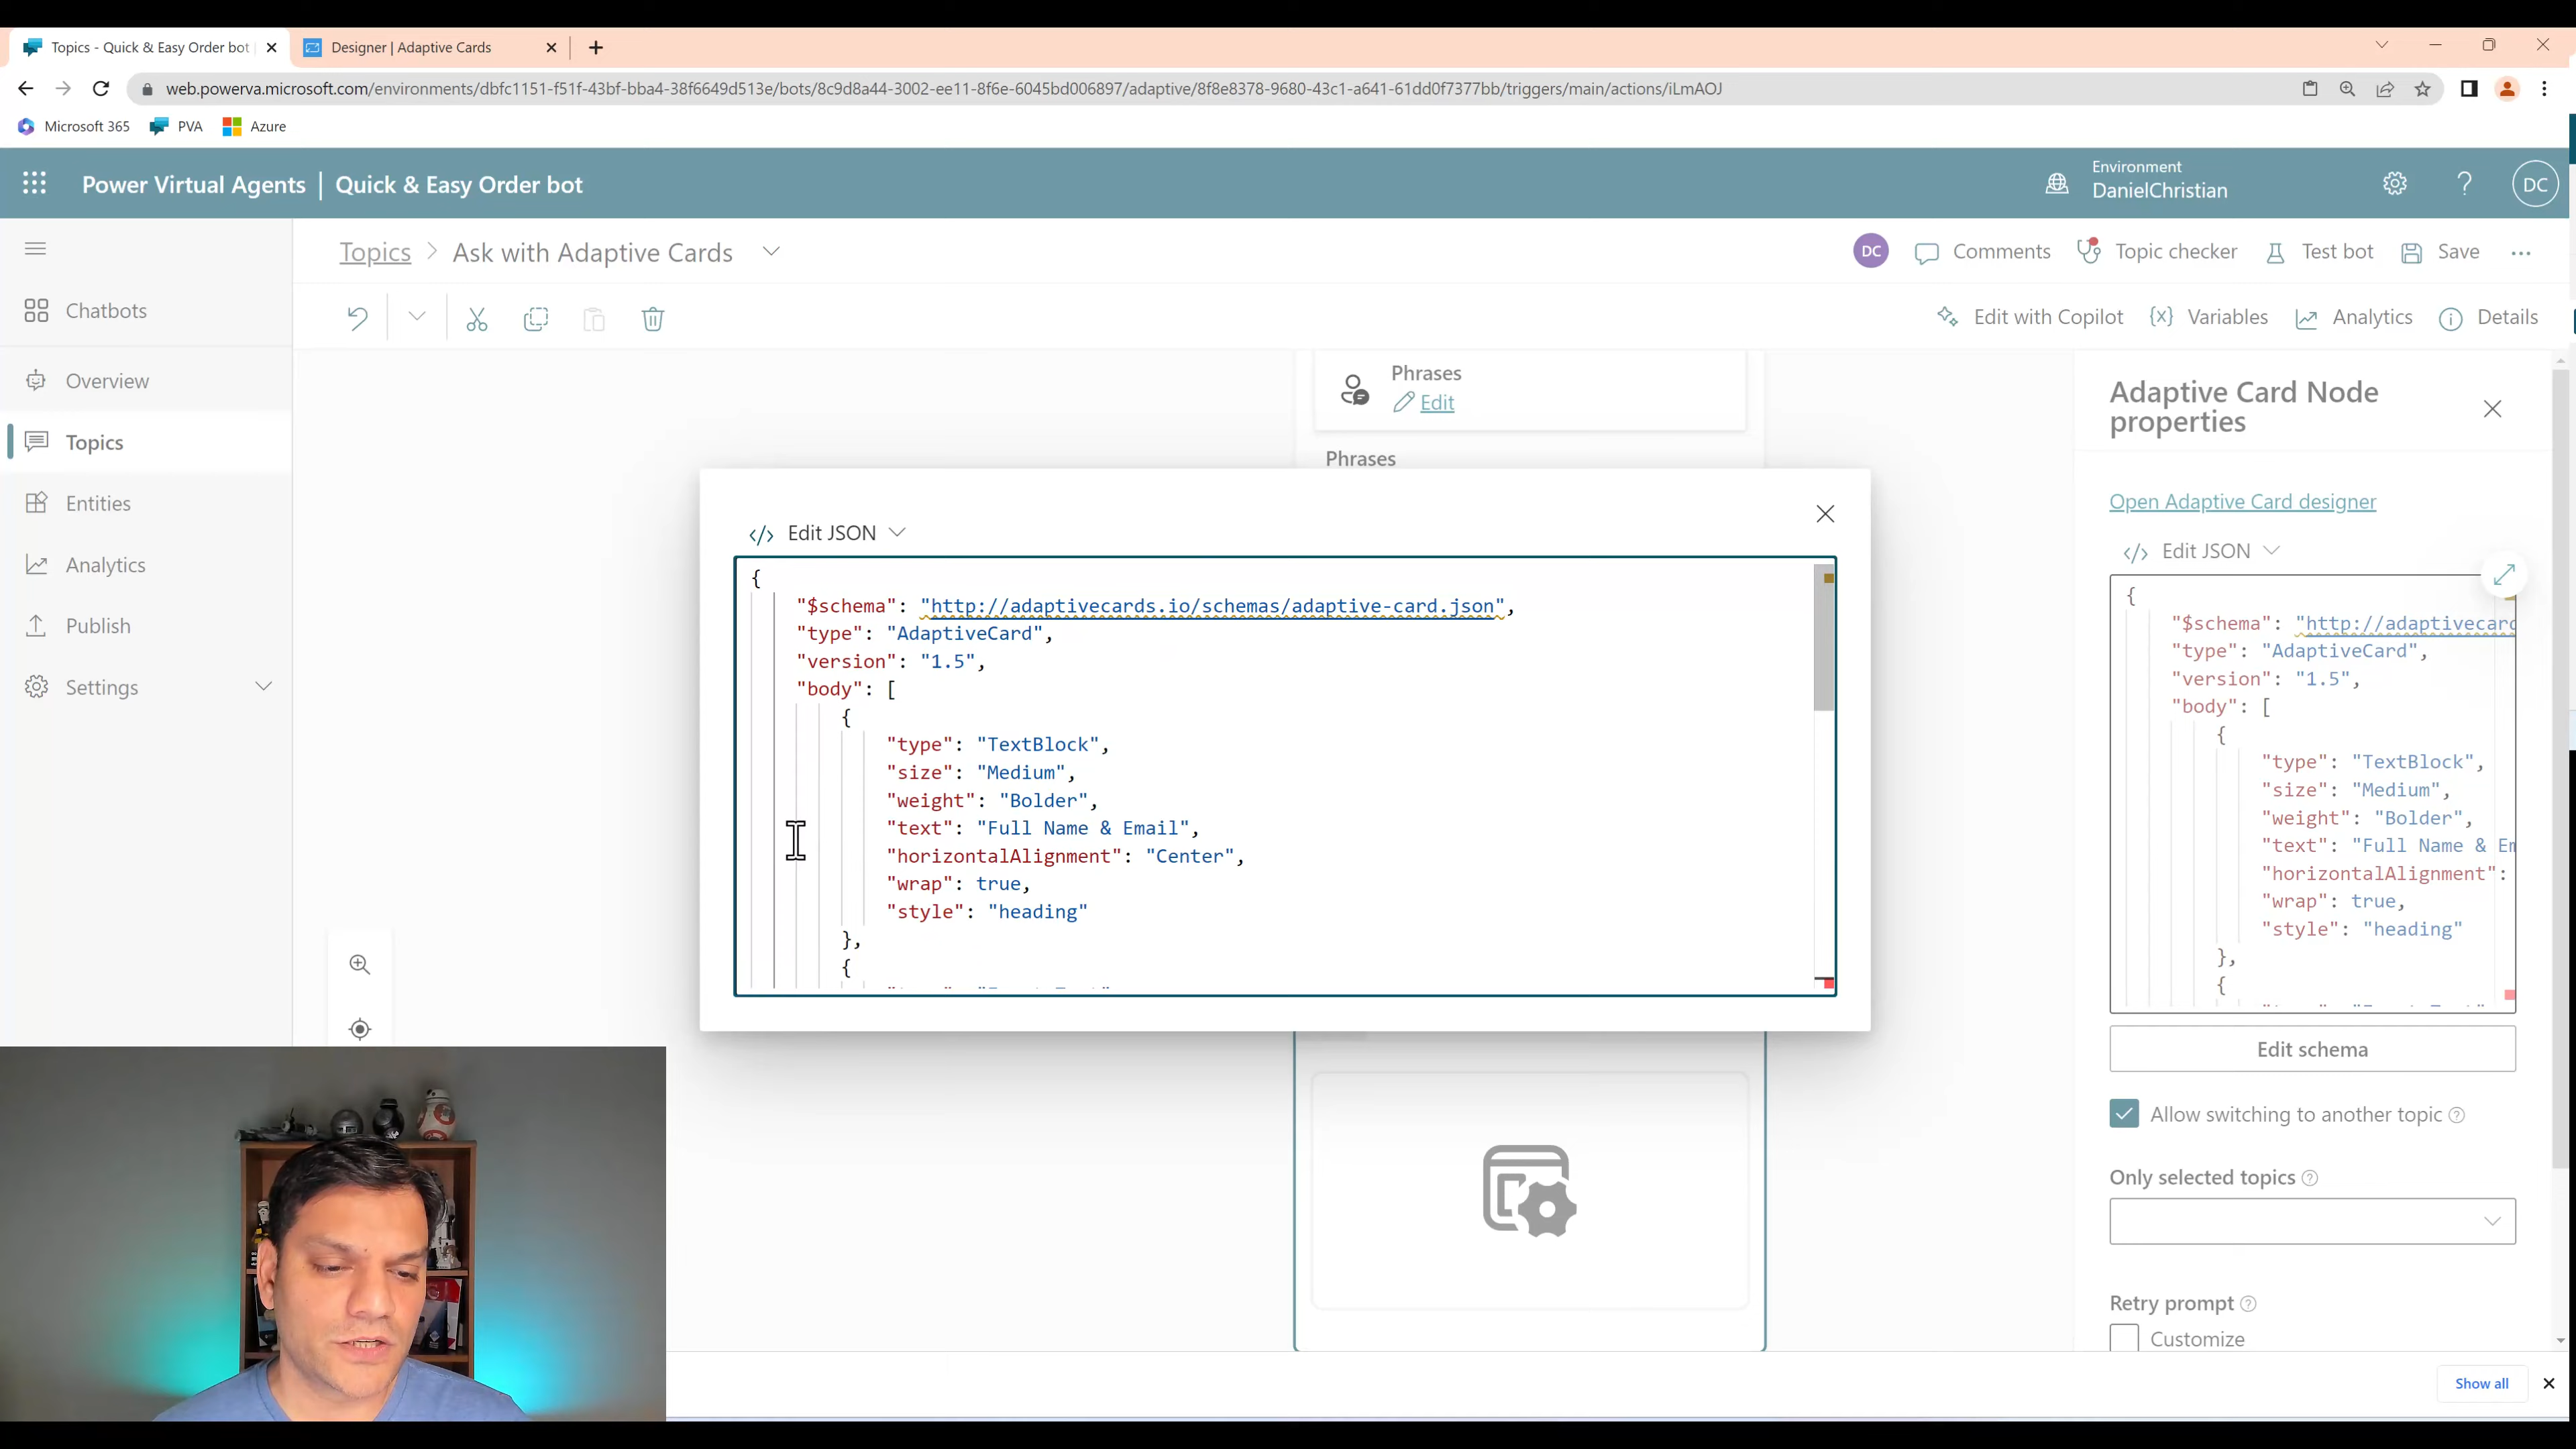 Topics - Quick & Easy Order bot
Designer | Adaptive Cards
web.powerva.microsoft.com/environments/dbfc1151-f51f-43bf-bba4-38f6649d513e/bots/8c9d8a44-3002-ee11-8f6e-6045bd006897/adaptive/8f8e8378-9680-43c1-a641-61dd0f7377bb/triggers/main/actions/iLmAOJ
Microsoft 365
PVA
Azure
Power Virtual Agents | Quick & Easy Order bot
Environment
DanielChristian
DC
Topics > Ask with Adaptive Cards
DC
Comments
Topic checker
Test bot
Save
Edit with Copilot
Variables
Analytics
Details
Chatbots
Overview
Topics
Entities
Analytics
Publish
Settings
Phrases
Edit
Phrases
</> Edit JSON
{
"$schema": "http://adaptivecards.io/schemas/adaptive-card.json",
"type": "AdaptiveCard",
"version": "1.5",
"body": [
{
"type": "TextBlock",
"size": "Medium",
"weight": "Bolder",
"text": "Full Name & Email",
"horizontalAlignment": "Center",
"wrap": true,
"style": "heading"
},
{
Adaptive Card Node
properties
Open Adaptive Card designer
</> Edit JSON
{
"$schema": "http://adaptivecard
"type": "AdaptiveCard",
"version": "1.5",
"body": [
{
"type": "TextBlock",
"size": "Medium",
"weight": "Bolder",
"text": "Full Name & Em
"horizontalAlignment":
"wrap": true,
"style": "heading"
},
{
Edit schema
Allow switching to another topic
Only selected topics
Retry prompt
Customize
Show all